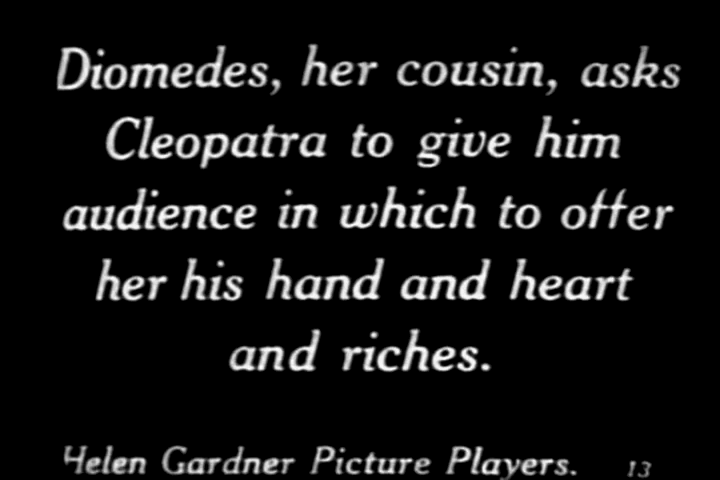 Diomedes, her cousin, asks
Cleopatra to give him
audience in which to offer
her his hand and heart
and riches.
Helen Gardner Picture Players. 13